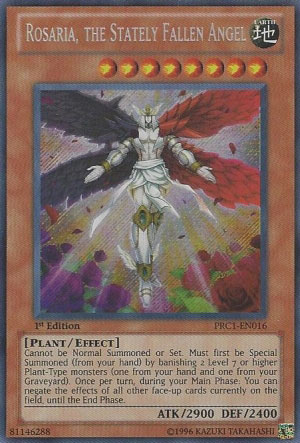 ROSARIA, THE STATELY FALLEN ANGEL
EARTH
地
1st Edition
PRC1-EN016
[PLANT/EFFECT]
Cannot be Normal Summoned or Set. Must first be Special
Summoned (from your hand) by banishing 2 Level 7 or higher
Plant-Type monsters (one from your hand and one from your
Graveyard). Once per turn, during your Main Phase: You can
negate the effects of all other face-up cards currently on
the field, until the End Phase.
ATK/2900 DEF/2400
81146288
©1996 KAZUKI TAKAHASHI